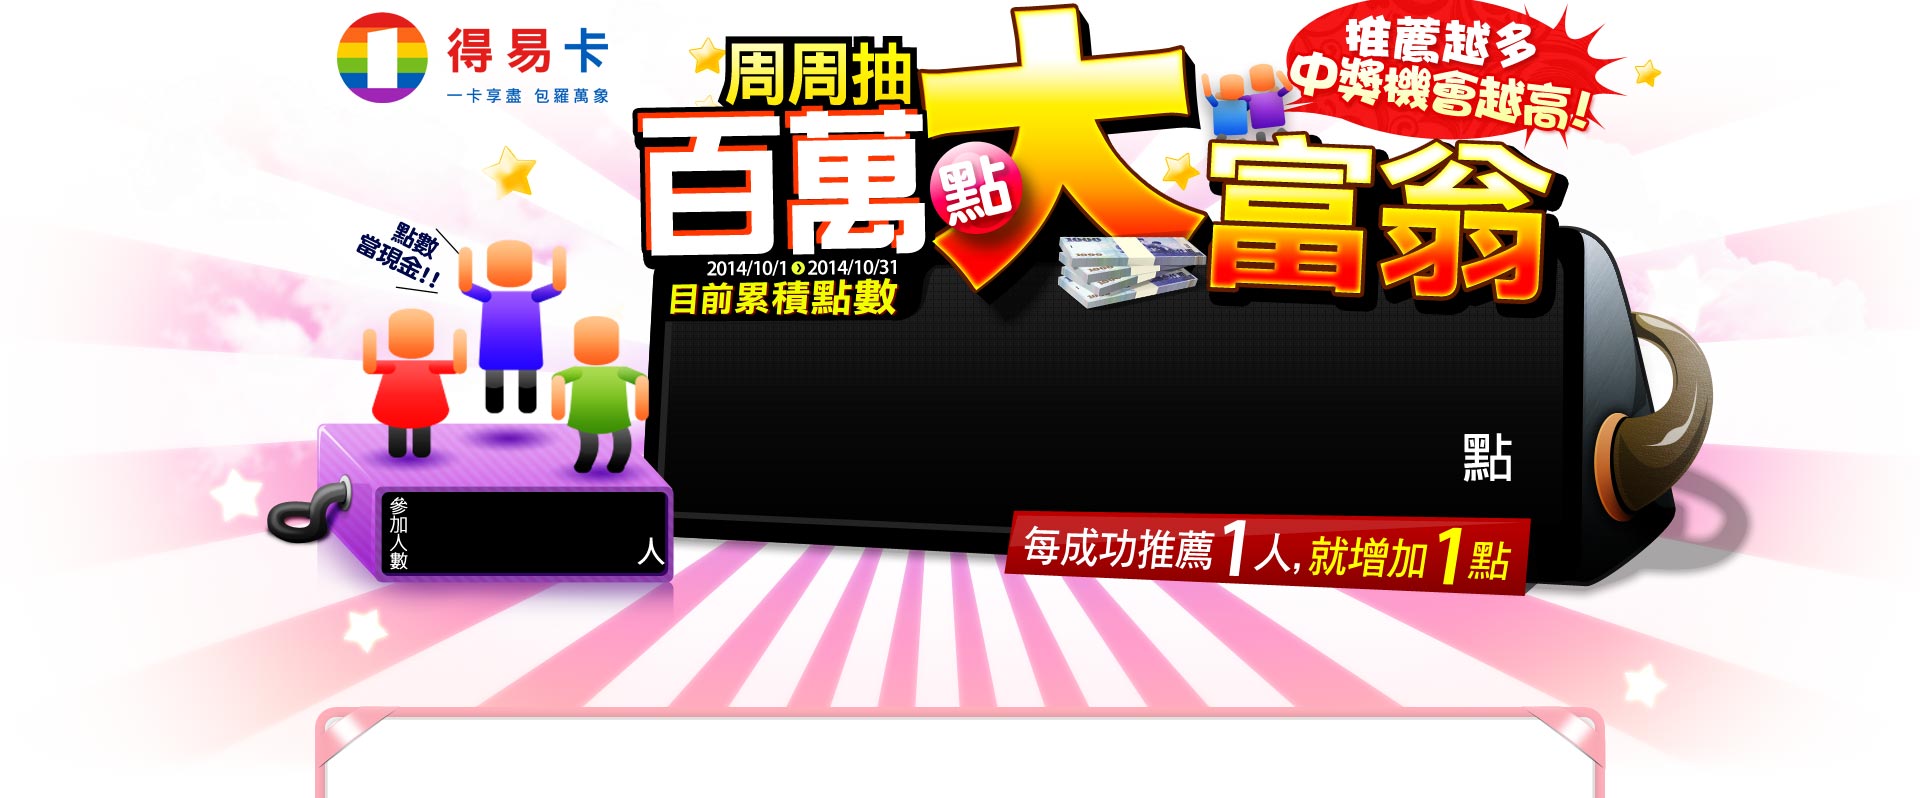 得易卡
一卡享盡 包羅萬象
周周抽
百萬點大富翁
推薦越多
中獎機會越高!
2014/10/1 2014/10/31
目前累積點數
點
點數
當現金!!
參加人數
人
每成功推薦1人,就增加1點
1000
1000